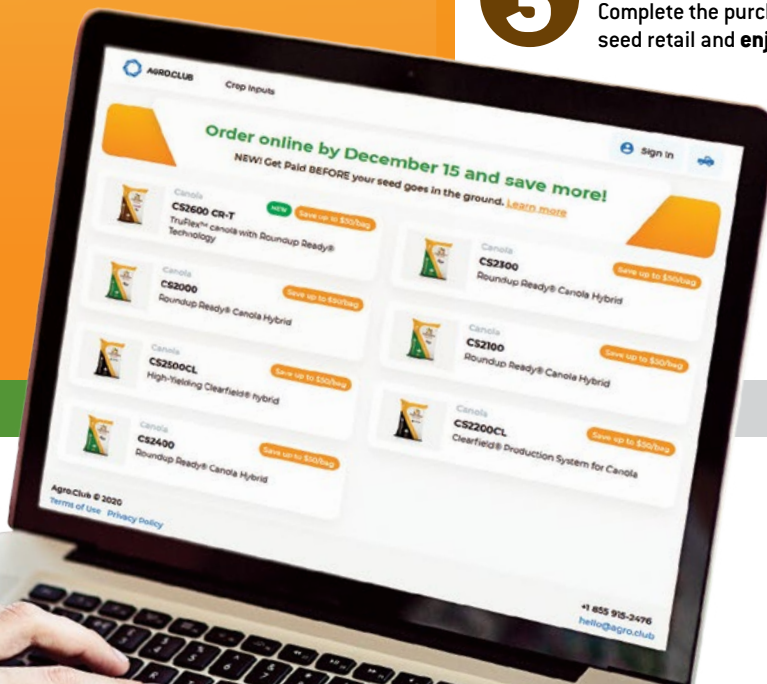 3
Complete the purch
seed retail and enj
AGRO.CLUB
Crop Inputs
Sign In
Order online by December 15 and save more!
NEW! Get Paid BEFORE your seed goes in the ground. Learn more
Canola
CS2600 CR-T
NEW
Save up to $50/bag
TruFlex™ canola with Roundup Ready®
Technology
Canola
CS2300
Save up to $50/bag
Roundup Ready® Canola Hybrid
Canola
CS2000
Save up to $50/bag
Roundup Ready® Canola Hybrid
Canola
CS2100
Save up to $50/bag
Roundup Ready® Canola Hybrid
Canola
CS2500CL
Save up to $50/bag
High-Yielding Clearfield® hybrid
Canola
CS2200CL
Save up to $50/bag
Clearfield® Production System for Canola
Canola
CS2400
Save up to $50/bag
Roundup Ready® Canola Hybrid
Agro.Club © 2020
Terms of Use Privacy Policy
+1 855 915-2476
hello@agro.club